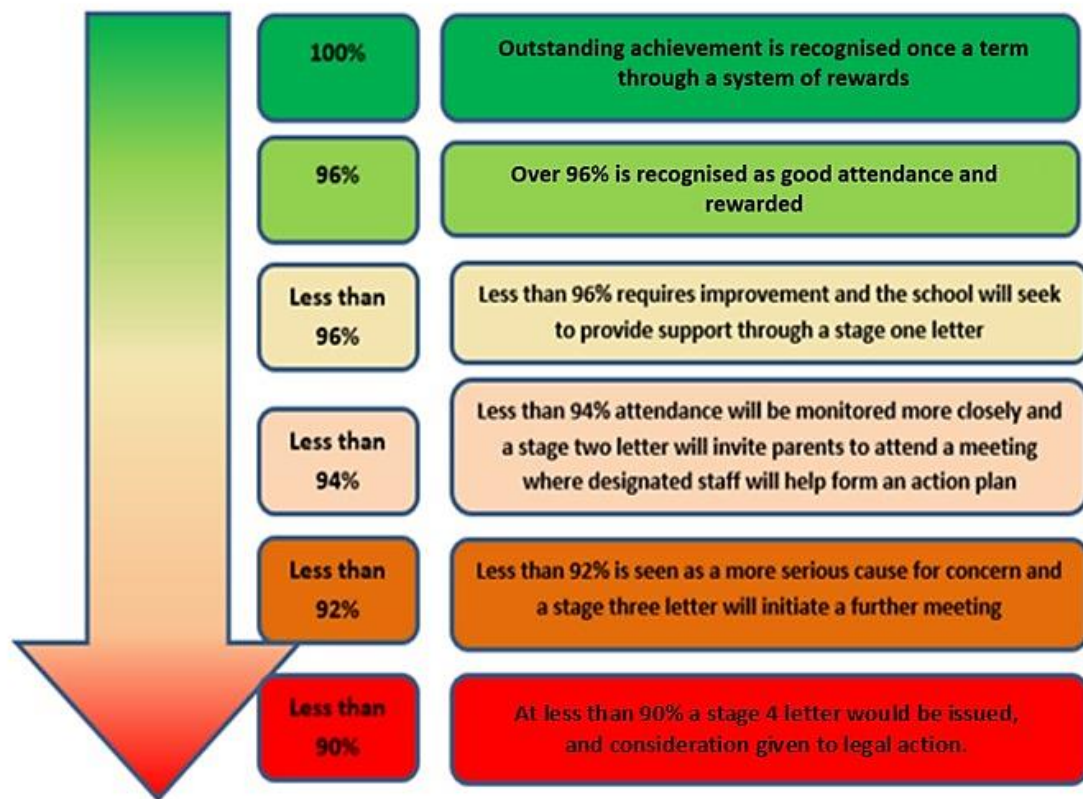 100%
Outstanding achievement is recognised once a term
through a system of rewards
96%
Over 96% is recognised as good attendance and
rewarded
Less than
96%
Less than 96% requires improvement and the school will seek
to provide support through a stage one letter
Less than
94%
Less than 94% attendance will be monitored more closely and
a stage two letter will invite parents to attend a meeting
where designated staff will help form an action plan
Less than
92%
Less than 92% is seen as a more serious cause for concern and
a stage three letter will initiate a further meeting
Less than
90%
At less than 90% a stage 4 letter would be issued,
and consideration given to legal action.